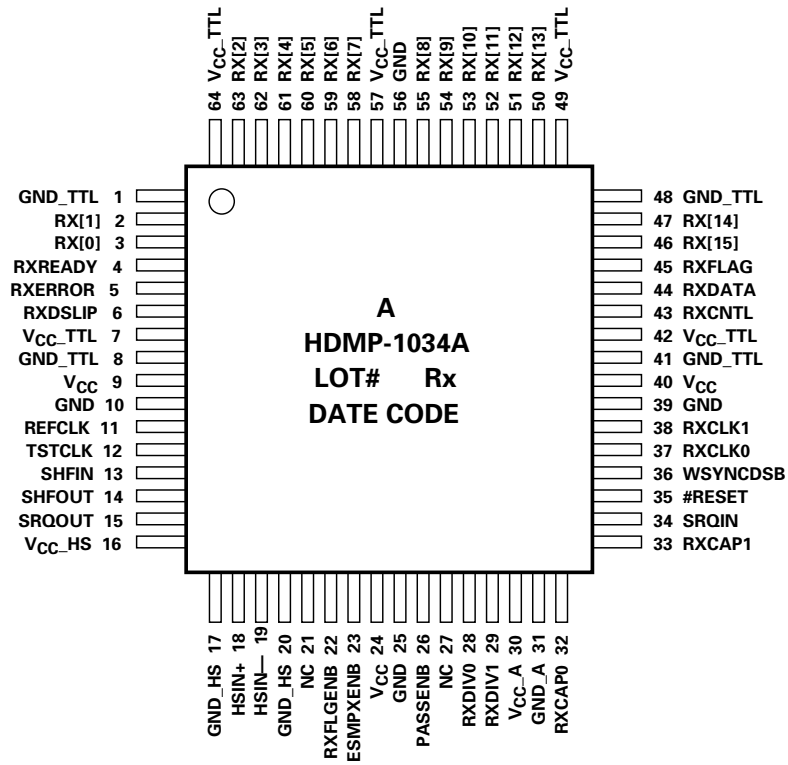 64 VCC_TTL
63 RX[2]
62 RX[3]
61 RX[4]
60 RX[5]
59 RX[6]
58 RX[7]
57 VCC_TTL
56 GND
55 RX[8]
54 RX[9]
53 RX[10]
52 RX[11]
51 RX[12]
50 RX[13]
49 VCC_TTL
GND_TTL 1
RX[1] 2
RX[0] 3
RXREADY 4
RXERROR 5
RXDSLIP 6
VCC_TTL 7
GND_TTL 8
VCC 9
GND 10
REFCLK 11
TSTCLK 12
SHFIN 13
SHFOUT 14
SRQOUT 15
VCC_HS 16
A
HDMP-1034A
LOT# Rx
DATE CODE
48 GND_TTL
47 RX[14]
46 RX[15]
45 RXFLAG
44 RXDATA
43 RXCNTL
42 VCC_TTL
41 GND_TTL
40 VCC
39 GND
38 RXCLK1
37 RXCLK0
36 WSYNCDSB
35 #RESET
34 SRQIN
33 RXCAP1
GND_HS 17
HSIN+ 18
HSIN— 19
GND_HS 20
NC 21
RXFLGENB 22
ESMPXENB 23
VCC 24
GND 25
PASSENB 26
NC 27
RXDIV0 28
RXDIV1 29
VCC_A 30
GND_A 31
RXCAP0 32